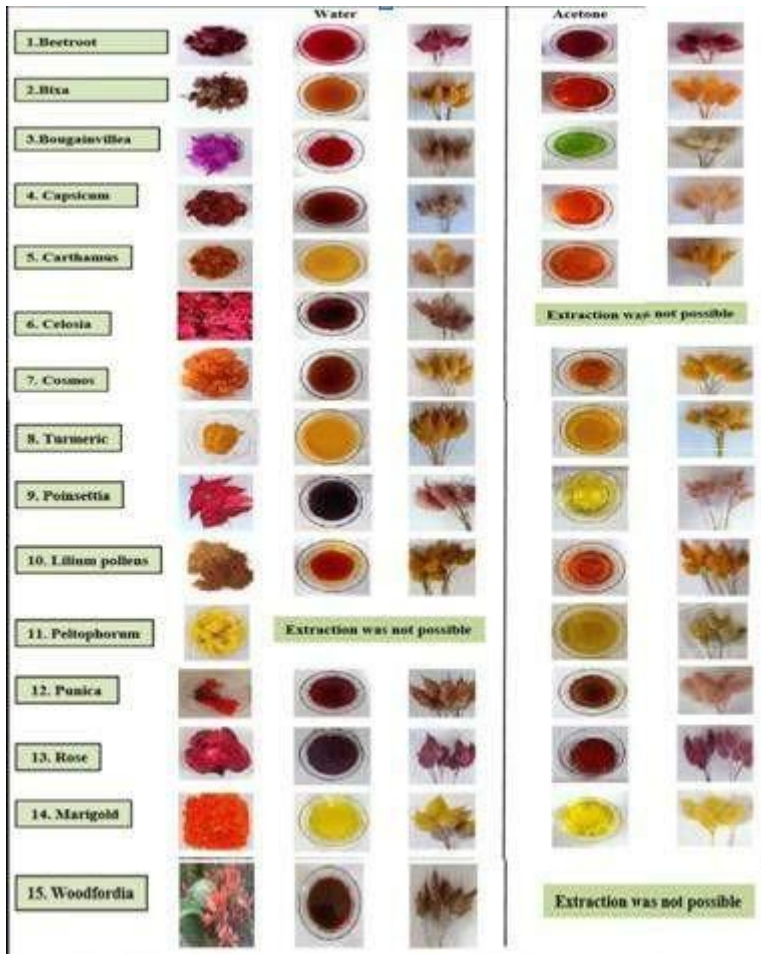 Water
Acetone
1.Beetroot
2.Bixa
3.Bougainvillea
4. Capsicum
5. Carthamus
6. Celosia
Extraction was not possible
7. Cosmos
8. Turmeric
9. Poinsettia
10. Lilium pollens
11. Peltophorum
Extraction was not possible
12. Punica
13. Rose
14. Marigold
15. Woodfordia
Extraction was not possible